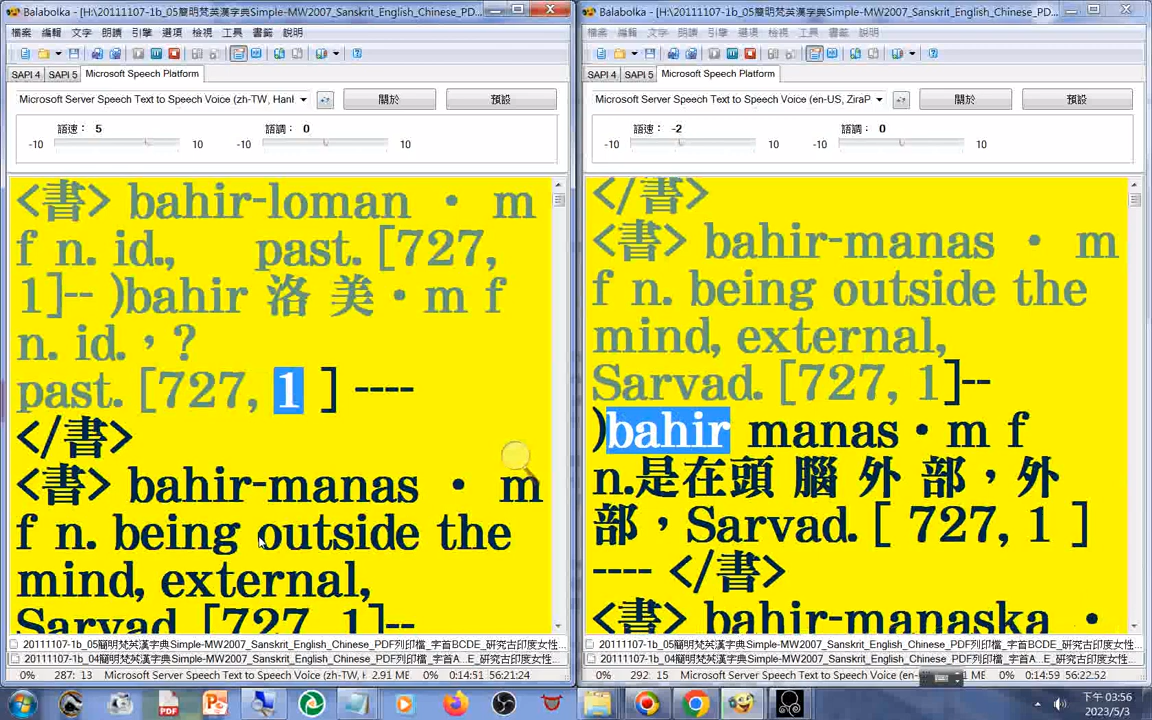 Balabolka - [H:\20111107-1b_05簡明梵英漢字典Simple-MW2007_Sanskrit_English_Chinese_PD...
檔案 編輯 文字 朗讀 引擎 選項 檢視 工具 書籤 說明
SAPI 4 SAPI 5 Microsoft Speech Platform
Microsoft Server Speech Text to Speech Voice (zh-TW, HanI 關於 預設
語速： 5 語調： 0
-10 10 -10 10
<書> bahir-loman • m
f n. id., past. [727,
1]-- )bahir 洛 美•m f
n. id.，?
past. [727, 1 ] ----
</書>
<書> bahir-manas • m
f n. being outside the
mind, external,
Sarvad. [727, 1]--
20111107-1b_05簡明梵英漢字典Simple-MW2007_Sanskrit_English_Chinese_PDF列印檔_字首BCDE_研究古印度女性...
20111107-1b_04簡明梵英漢字典Simple-MW2007_Sanskrit_English_Chinese_PDF列印檔_字首A...E_研究古印度女性...
0% 287: 13 Microsoft Server Speech Text to Speech Voice (zh-TW, H 2.91 MB 0% 0:14:51 56:21:24
Balabolka - [H:\20111107-1b_05簡明梵英漢字典Simple-MW2007_Sanskrit_English_Chinese_PD...
檔案 編輯 文字 朗讀 引擎 選項 檢視 工具 書籤 說明
SAPI 4 SAPI 5 Microsoft Speech Platform
Microsoft Server Speech Text to Speech Voice (en-US, ZiraP 關於 預設
語速： -2 語調： 0
-10 10 -10 10
</書>
<書> bahir-manas • m
f n. being outside the
mind, external,
Sarvad. [727, 1]--
)bahir manas•m f
n.是在頭 腦 外 部，外
部，Sarvad. [ 727, 1 ]
---- </書>
<書> bahir-manaska •
20111107-1b_05簡明梵英漢字典Simple-MW2007_Sanskrit_English_Chinese_PDF列印檔_字首BCDE_研究古印度女性...
20111107-1b_04簡明梵英漢字典Simple-MW2007_Sanskrit_English_Chinese_PDF列印檔_字首A...E_研究古印度女性...
0% 292: 15 Microsoft Server Speech Text to Speech Voice (en-US, 0% 0:14:59 56:22:52
PDF
下午 03:56
2023/5/3